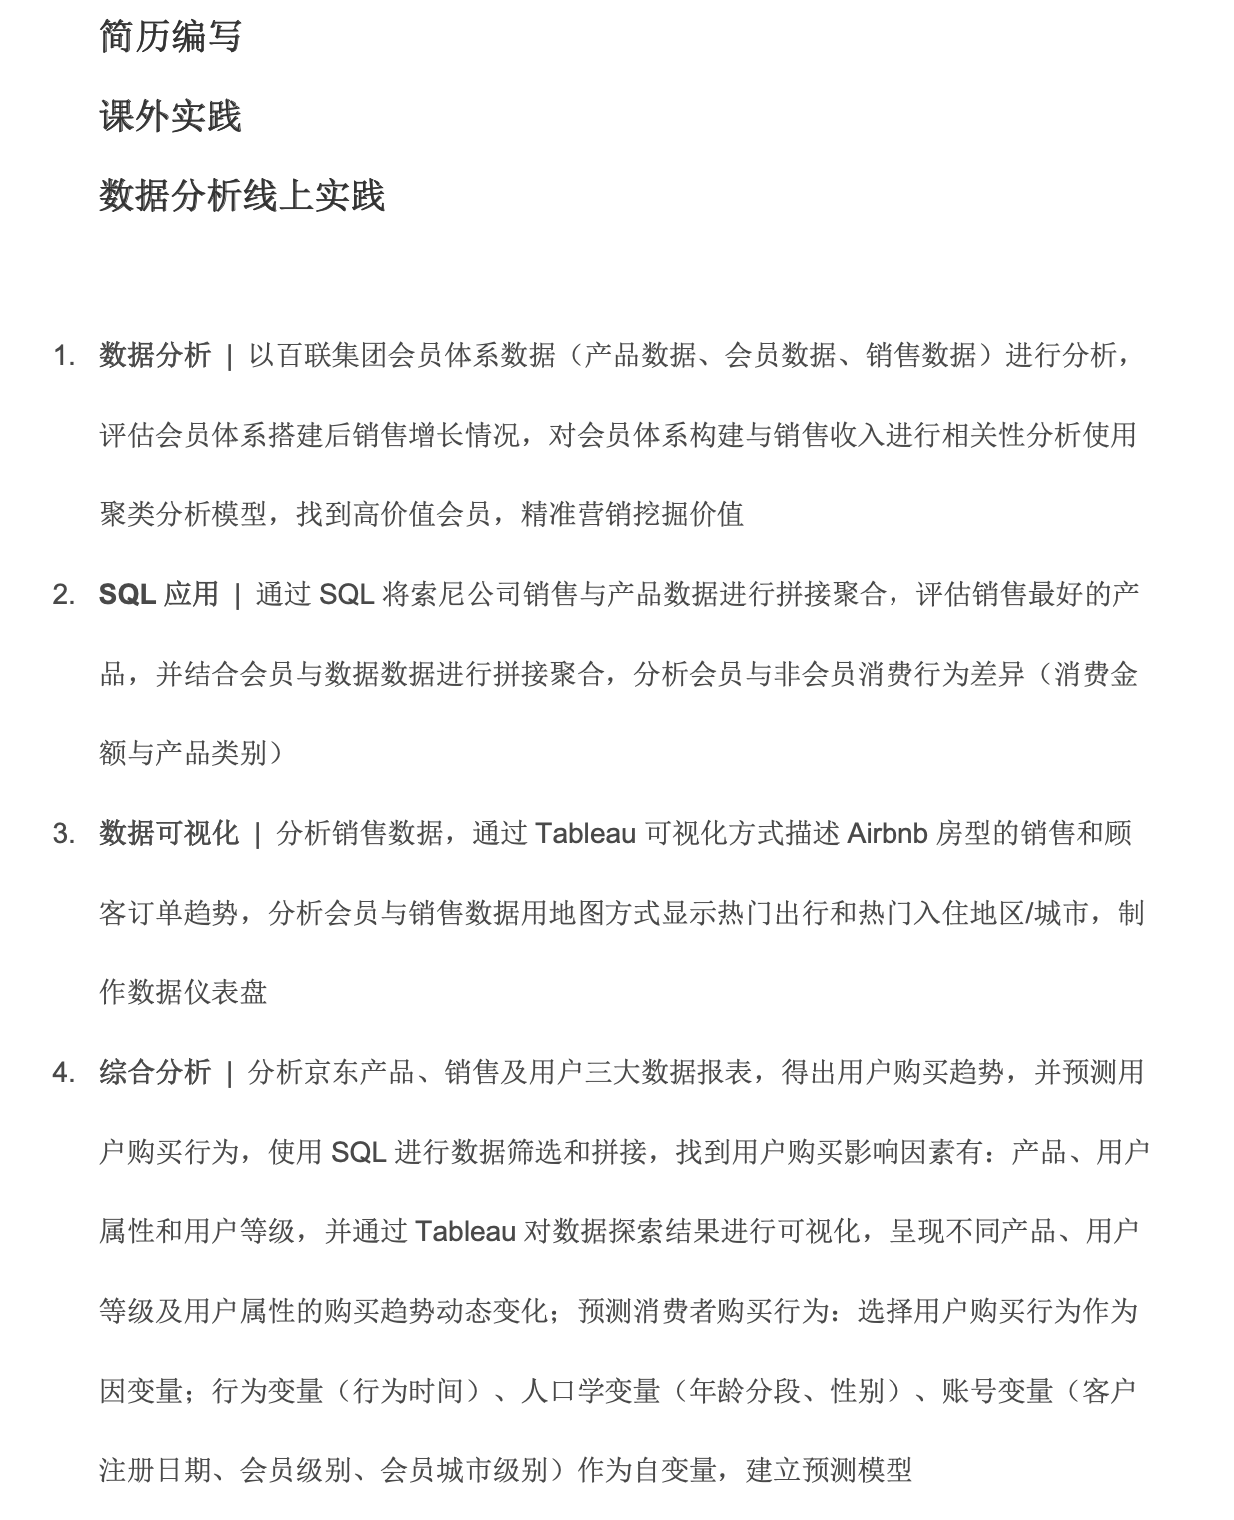 简历编写
课外实践
数据分析线上实践
1. 数据分析 | 以百联集团会员体系数据（产品数据、会员数据、销售数据）进行分析，
评估会员体系搭建后销售增长情况，对会员体系构建与销售收入进行相关性分析使用
聚类分析模型，找到高价值会员，精准营销挖掘价值
2. SQL 应用 | 通过 SQL 将索尼公司销售与产品数据进行拼接聚合，评估销售最好的产
品，并结合会员与数据数据进行拼接聚合，分析会员与非会员消费行为差异（消费金
额与产品类别）
3. 数据可视化 | 分析销售数据，通过 Tableau 可视化方式描述 Airbnb 房型的销售和顾
客订单趋势，分析会员与销售数据用地图方式显示热门出行和热门入住地区/城市，制
作数据仪表盘
4. 综合分析 | 分析京东产品、销售及用户三大数据报表，得出用户购买趋势，并预测用
户购买行为，使用 SQL 进行数据筛选和拼接，找到用户购买影响因素有：产品、用户
属性和用户等级，并通过 Tableau 对数据探索结果进行可视化，呈现不同产品、用户
等级及用户属性的购买趋势动态变化；预测消费者购买行为：选择用户购买行为作为
因变量；行为变量（行为时间）、人口学变量（年龄分段、性别）、账号变量（客户
注册日期、会员级别、会员城市级别）作为自变量，建立预测模型